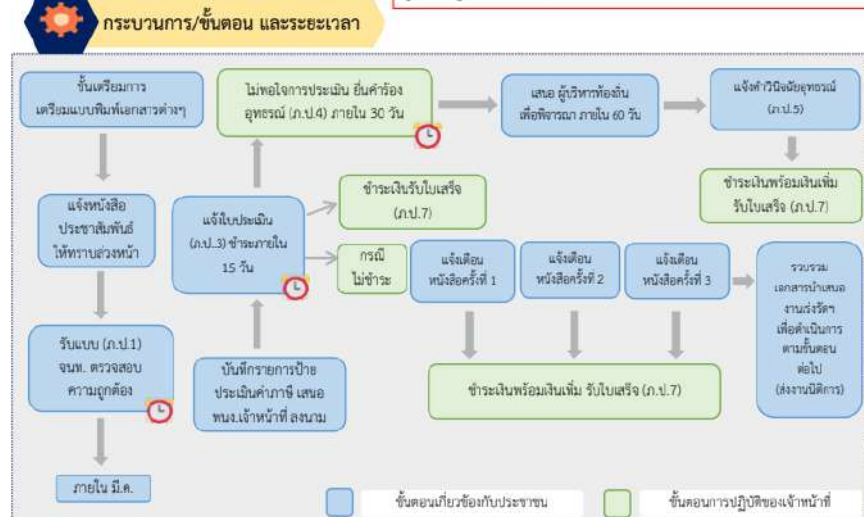 กระบวนการ/ขั้นตอน และระยะเวลา
ขั้นเตรียมการ
เตรียมแบบพิมพ์เอกสารต่างๆ
ไม่พอใจการประเมิน ยื่นคำร้อง
อุทธรณ์ (ภ.ป.4) ภายใน 30 วัน
เสนอ ผู้บริหารท้องถิ่น
เพื่อพิจารณา ภายใน 60 วัน
แจ้งคำวินิจฉัยอุทธรณ์
(ภ.ป.5)
แจ้งหนังสือ
ประชาสัมพันธ์
ให้ทราบล่วงหน้า
แจ้งใบประเมิน
(ภ.ป..3) ชำระภายใน
15 วัน
ชำระเงินรับใบเสร็จ
(ภ.ป.7)
ชำระเงินพร้อมเงินเพิ่ม
รับใบเสร็จ (ภ.ป.7)
กรณี
ไม่ชำระ
แจ้งเตือน
หนังสือครั้งที่ 1
แจ้งเตือน
หนังสือครั้งที่ 2
แจ้งเตือน
หนังสือครั้งที่ 3
รวบรวม
เอกสารนำเสนอ
งานเร่งรัดฯ
เพื่อดำเนินการ
ตามขั้นตอน
ต่อไป
(ส่งงานนิติการ)
รับแบบ (ภ.ป.1)
จนท. ตรวจสอบ
ความถูกต้อง
บันทึกรายการป้าย
ประเมินค่าภาษี เสนอ
พนง.เจ้าหน้าที่ ลงนาม
ชำระเงินพร้อมเงินเพิ่ม รับใบเสร็จ (ภ.ป.7)
ภายใน มี.ค.
ขั้นตอนเกี่ยวข้องกับประชาชน
ขั้นตอนการปฏิบัติของเจ้าหน้าที่